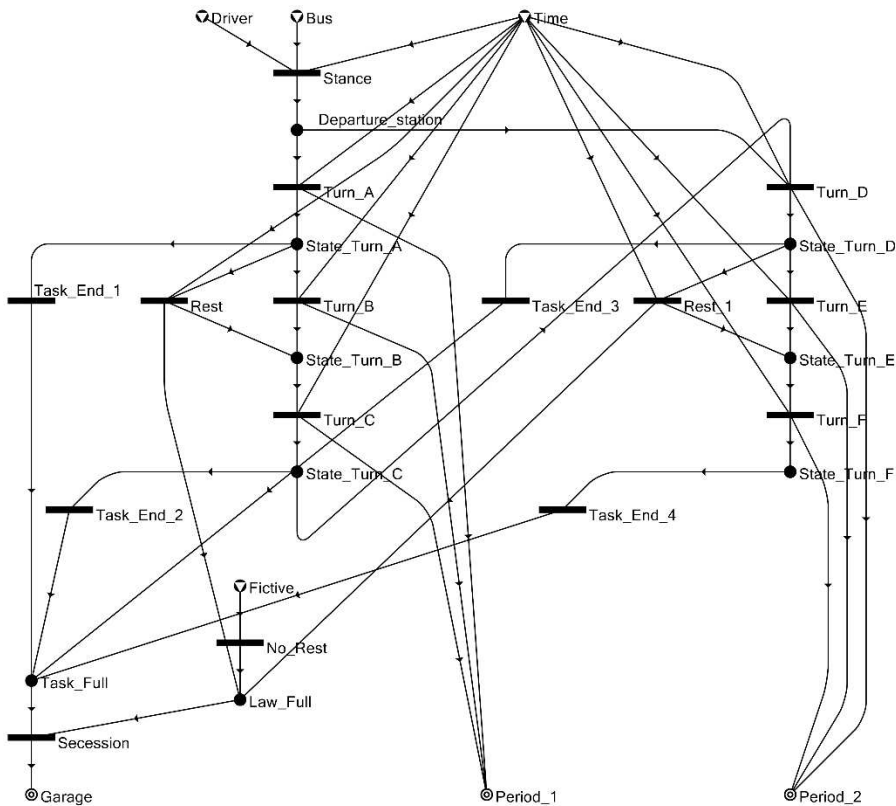 Driver
Bus
Time
Stance
Departure_station
Turn_A
Turn_D
State_Turn_A
State_Turn_D
Task_End_1
Rest
Turn_B
Task_End_3
Rest_1
Turn_E
State_Turn_B
State_Turn_E
Turn_C
Turn_F
State_Turn_C
State_Turn_F
Task_End_2
Task_End_4
Fictive
No_Rest
Task_Full
Law_Full
Secession
Garage
Period_1
Period_2